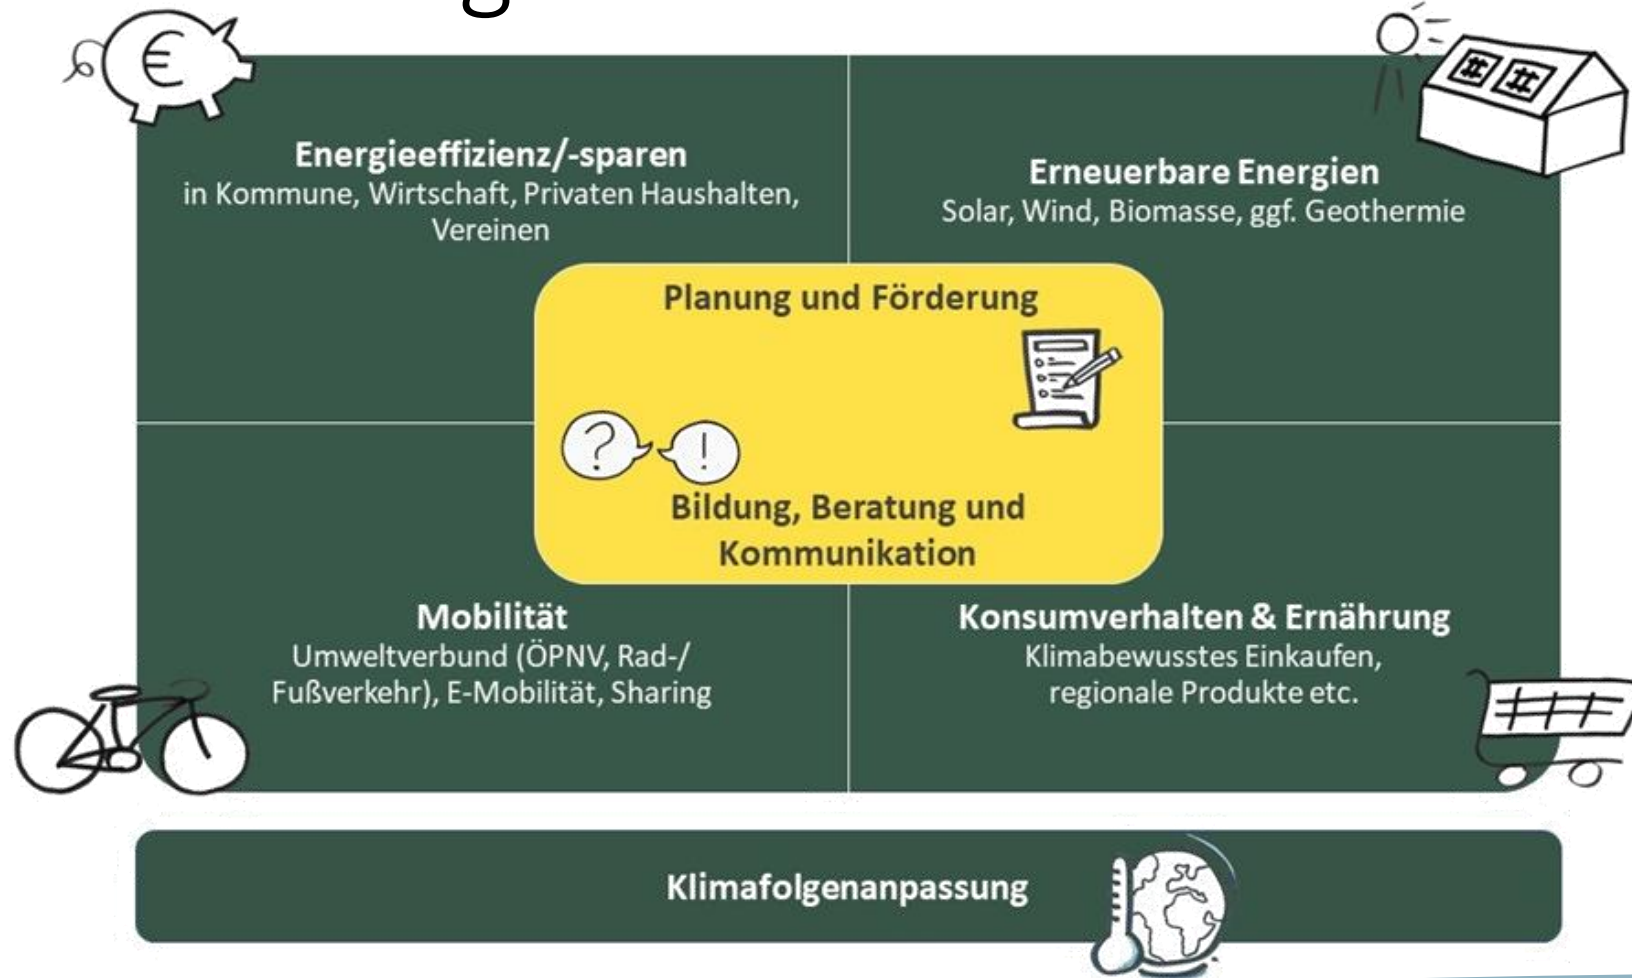 Energieeffizienz/-sparen
in Kommune, Wirtschaft, Privaten Haushalten,
Vereinen
Erneuerbare Energien
Solar, Wind, Biomasse, ggf. Geothermie
Planung und Förderung
Bildung, Beratung und
Kommunikation
Mobilität
Umweltverbund (ÖPNV, Rad-/
Fußverkehr), E-Mobilität, Sharing
Konsumverhalten & Ernährung
Klimabewusstes Einkaufen,
regionale Produkte etc.
Klimafolgenanpassung